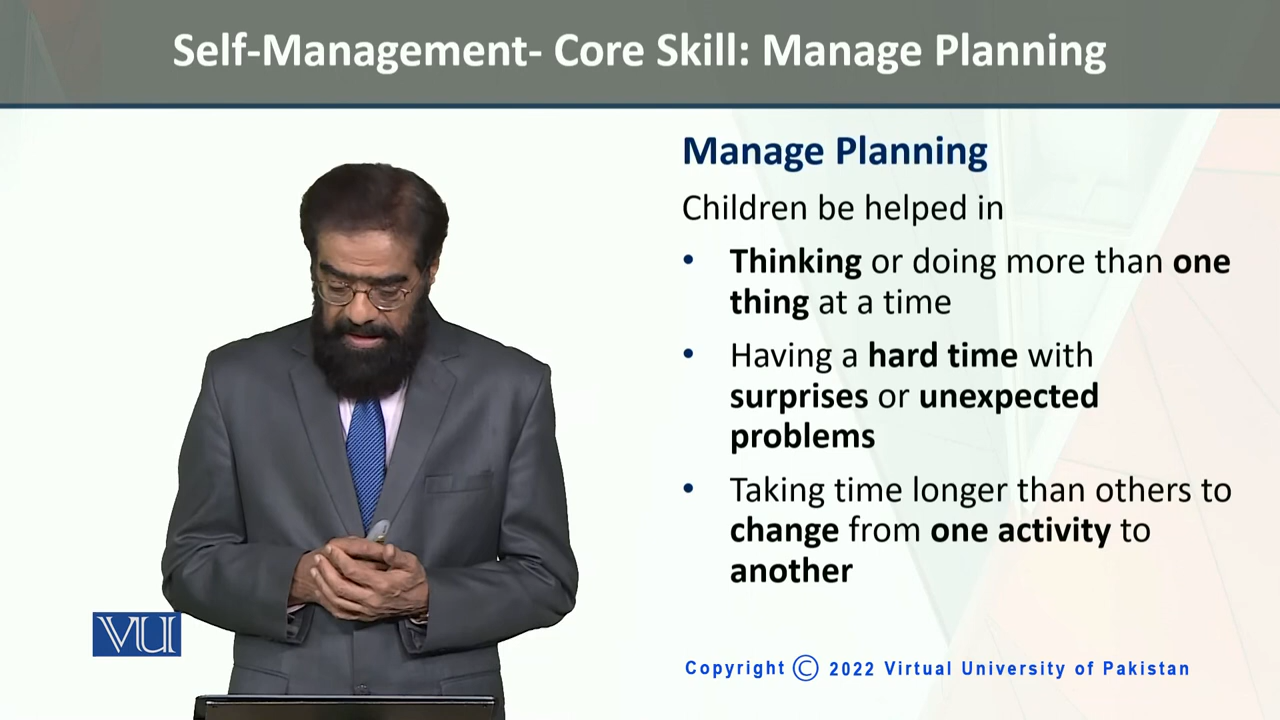 Self-Management- Core Skill: Manage Planning
Manage Planning
Children be helped in
• Thinking or doing more than one
thing at a time
• Having a hard time with
surprises or unexpected
problems
• Taking time longer than others to
change from one activity to
another
VU
Copyright © 2022 Virtual University of Pakistan